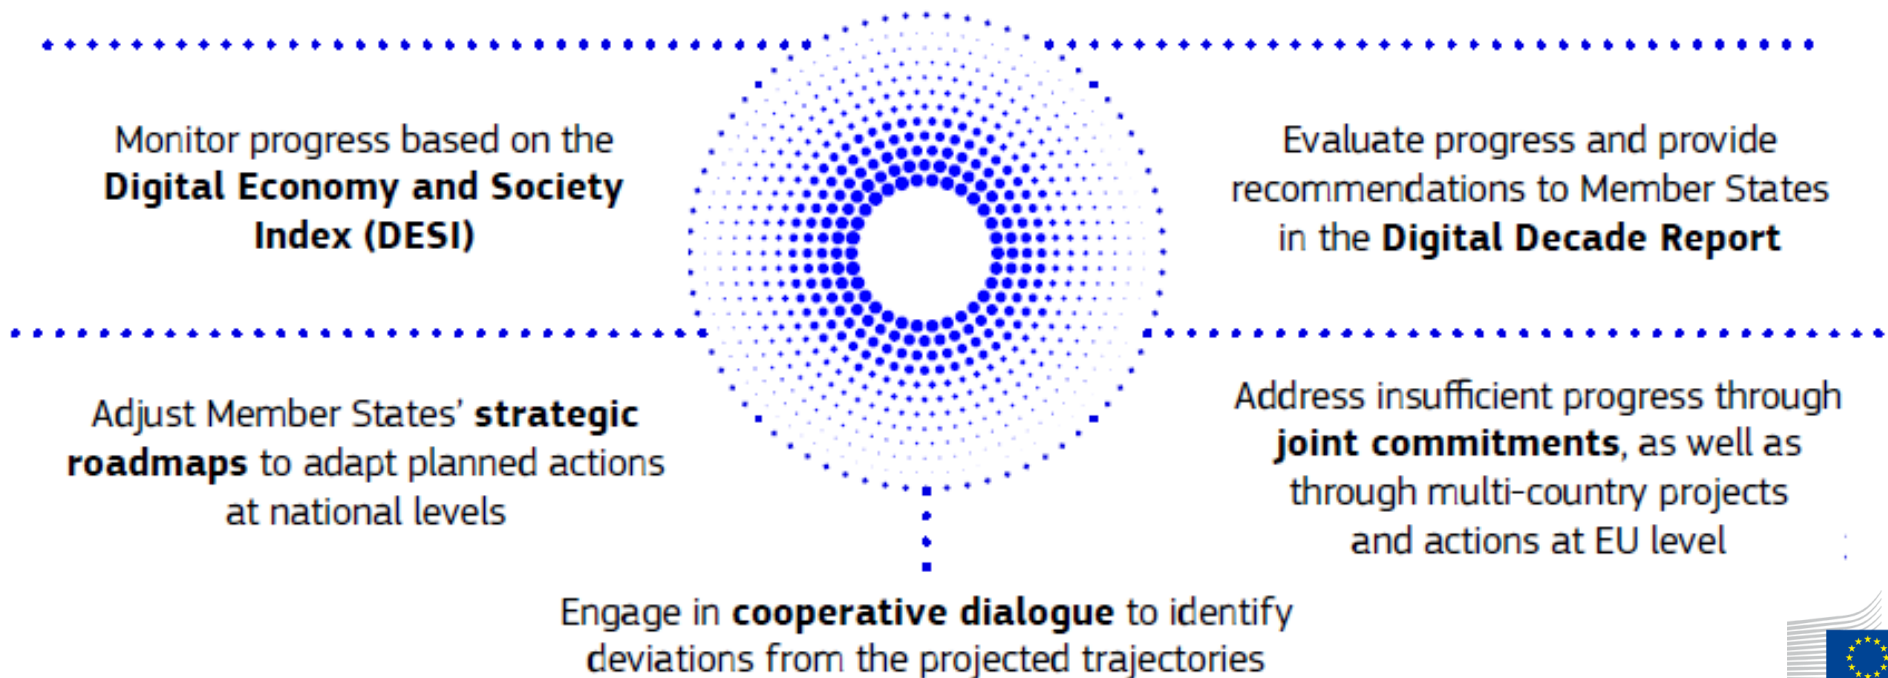 Monitor progress based on the
Digital Economy and Society
Index (DESI)
Evaluate progress and provide
recommendations to Member States
in the Digital Decade Report
Adjust Member States’ strategic
roadmaps to adapt planned actions
at national levels
Address insufficient progress through
joint commitments, as well as
through multi-country projects
and actions at EU level
Engage in cooperative dialogue to identify
deviations from the projected trajectories